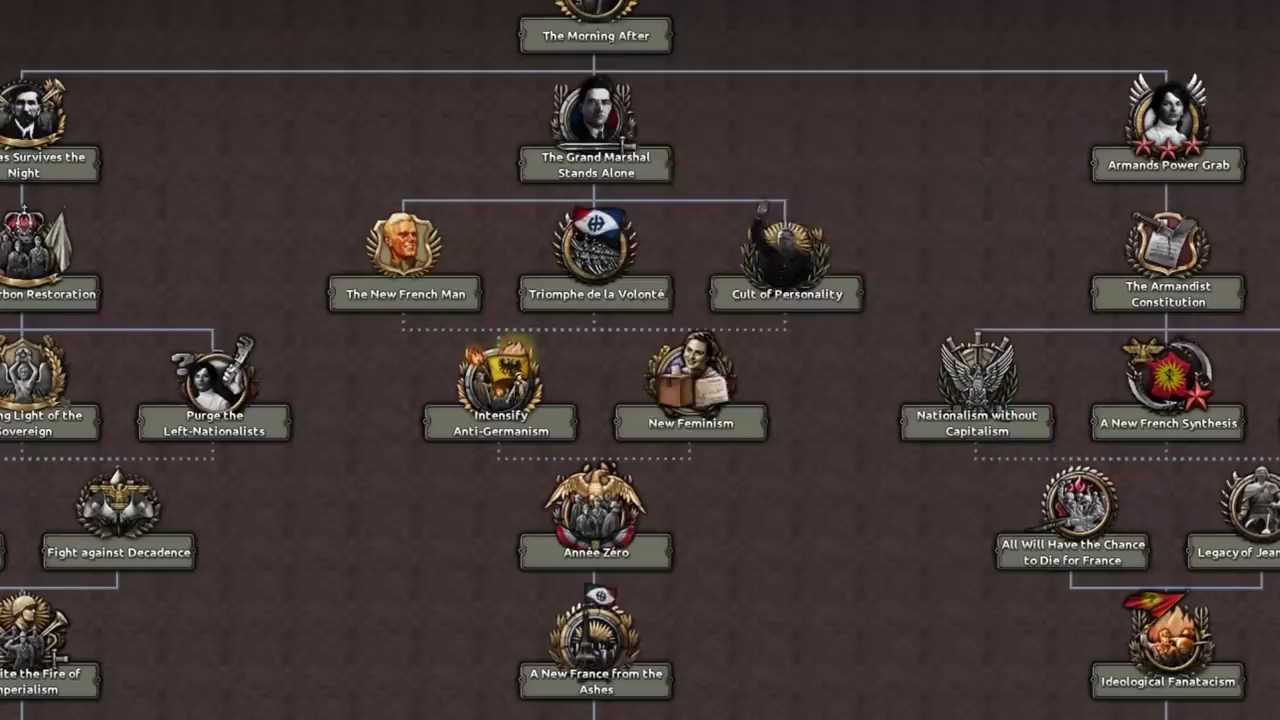 The Morning After
as Survives the
Night
The Grand Marshal
Stands Alone
Armands Power Grab
rbon Restoration
The New French Man
Triomphe de la Volonté
Cult of Personality
The Armandist
Constitution
ng Light of the
Sovereign
Purge the
Left-Nationalists
Intensify
Anti-Germanism
New Feminism
Nationalism without
Capitalism
A New French Synthesis
Fight against Decadence
Année Zéro
All Will Have the Chance
to Die for France
Legacy of Jean
ite the Fire of
mperialism
A New France from the
Ashes
Ideological Fanatacism